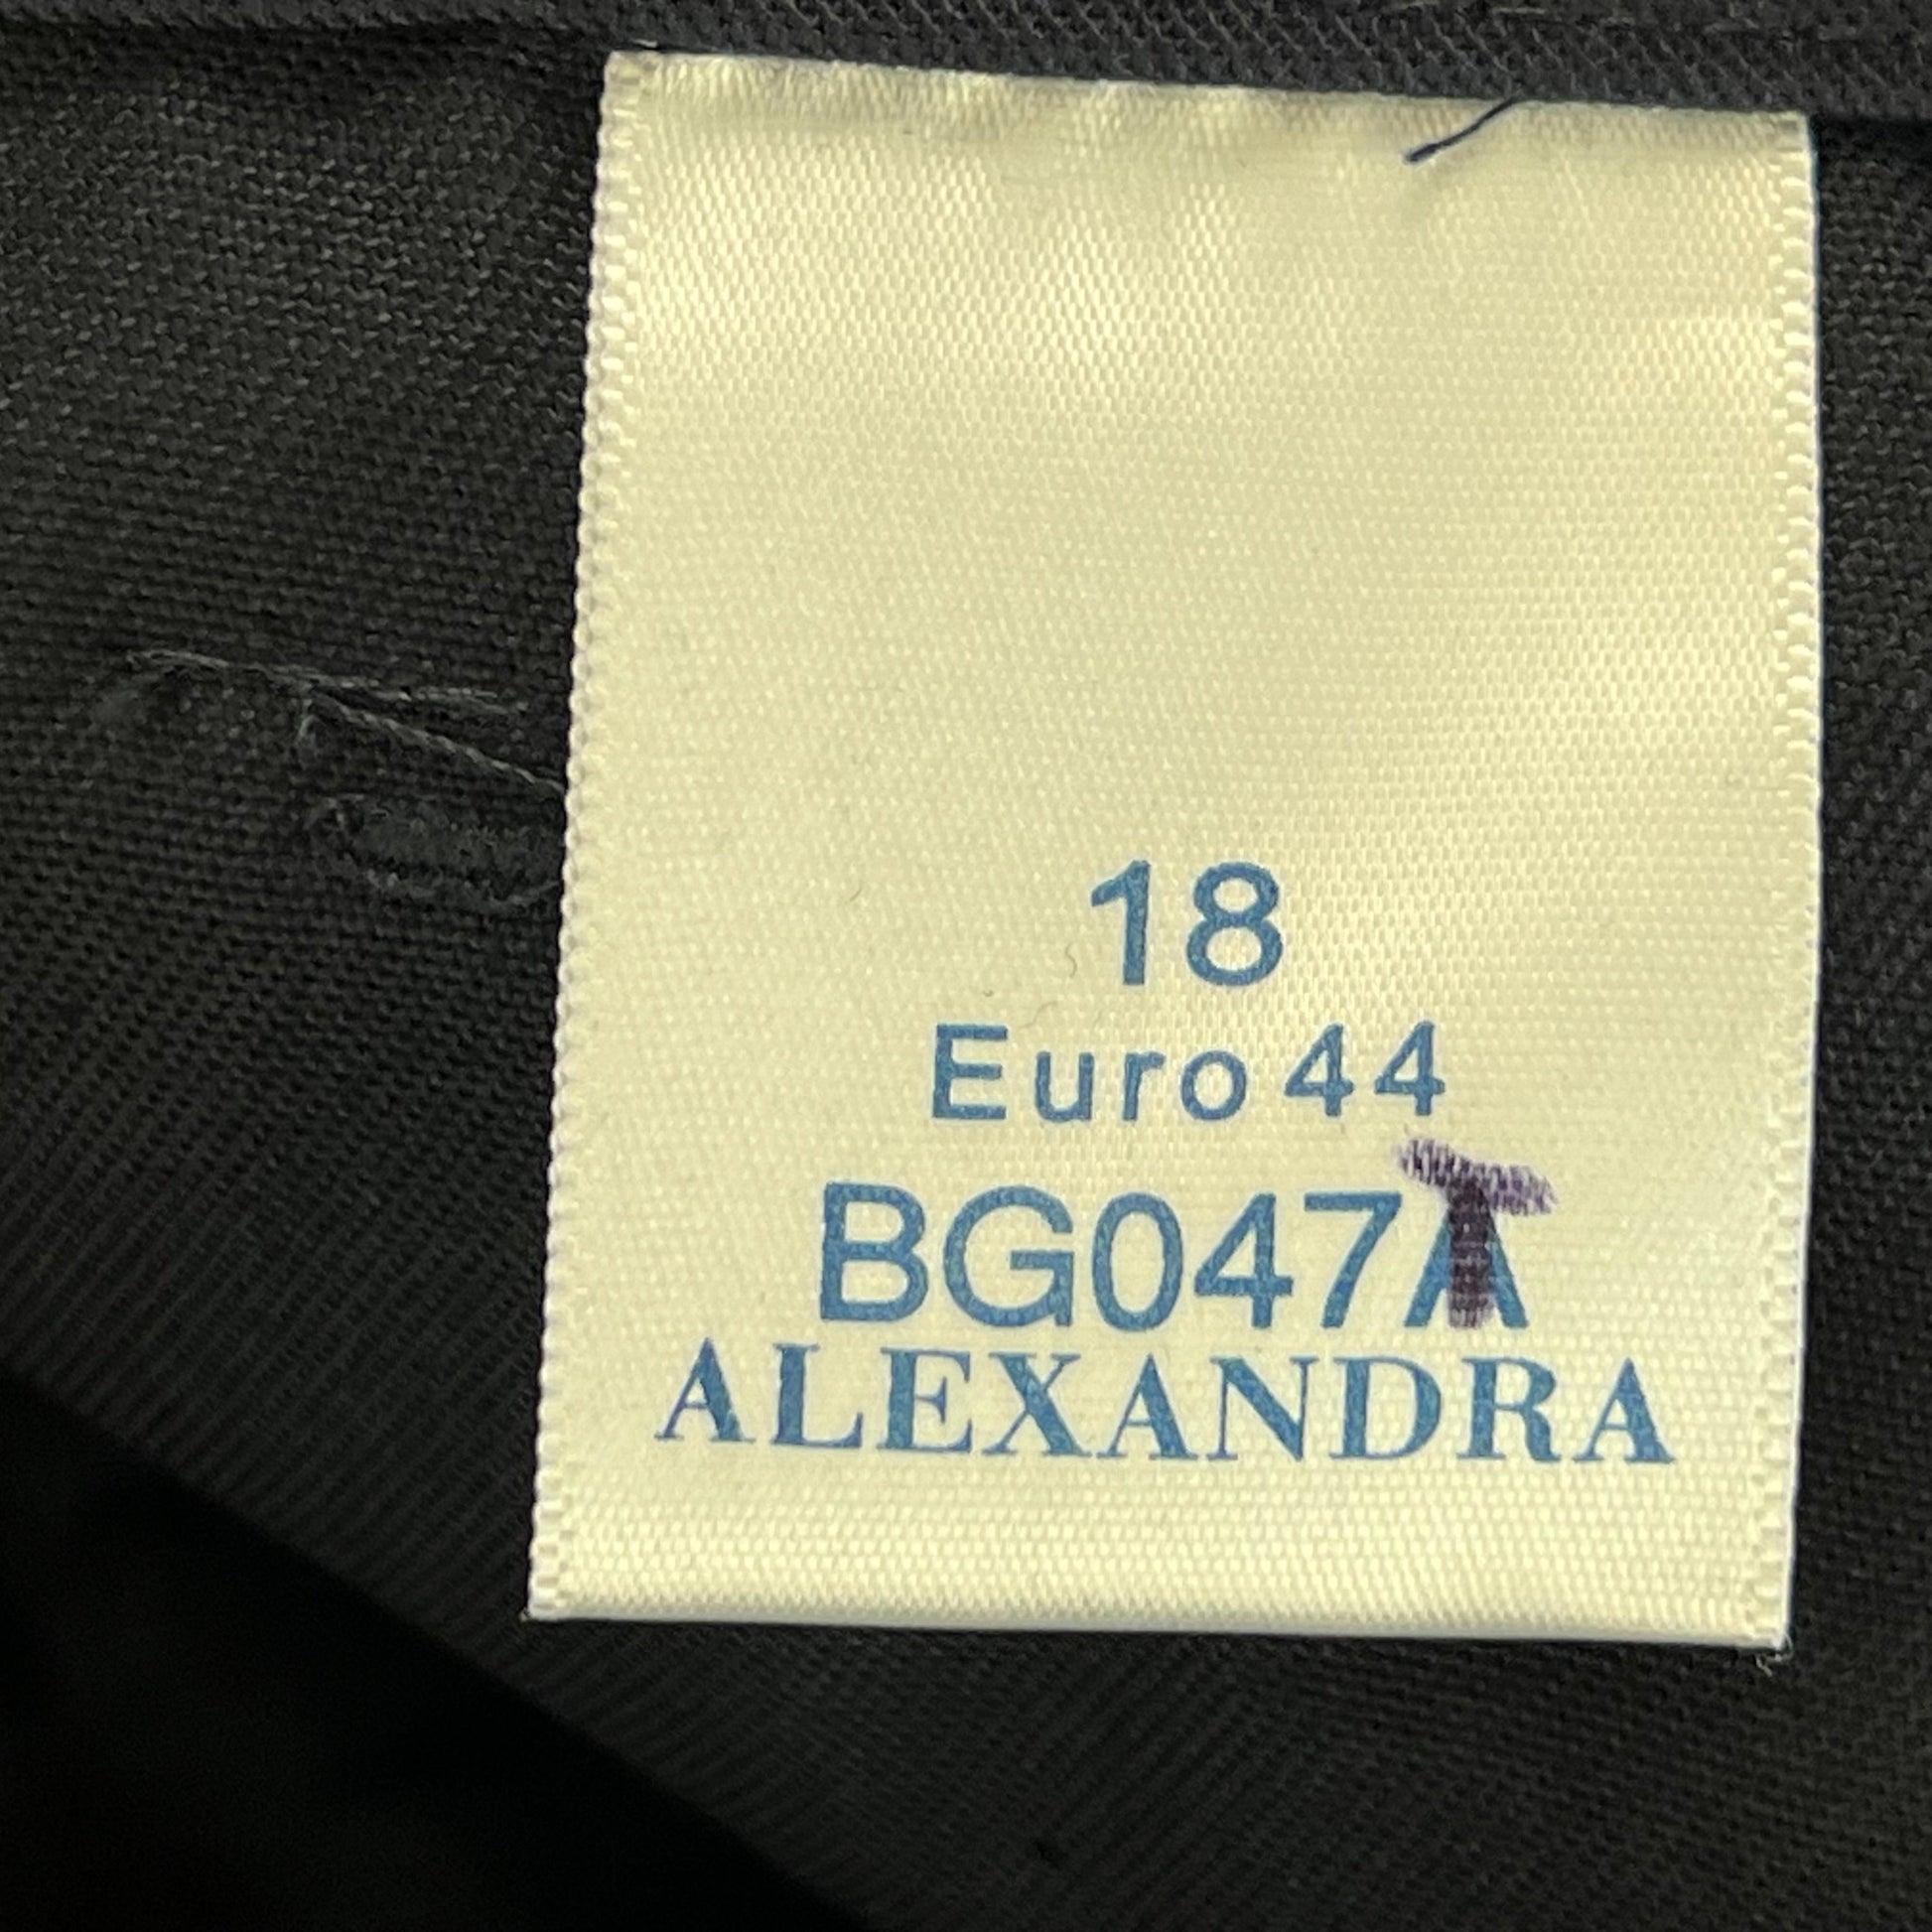 18
Euro 44
BG047A
T
ALEXANDRA